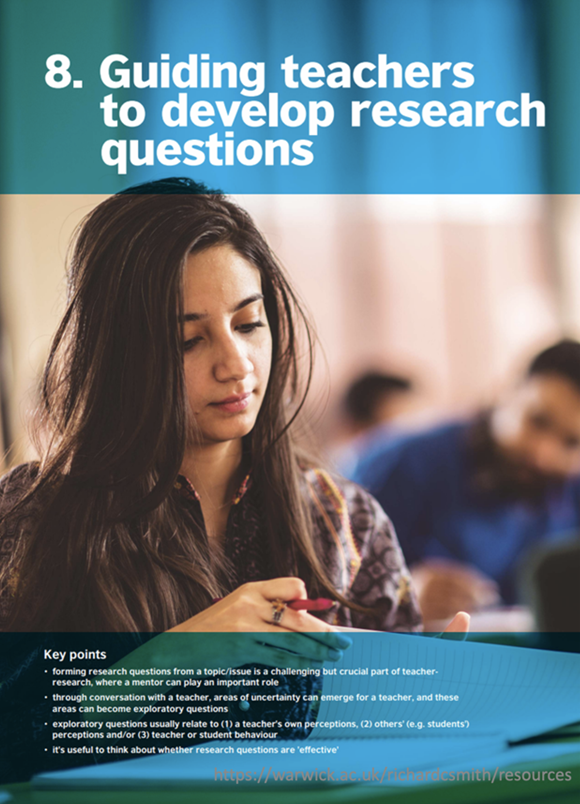 8. Guiding teachers
to develop research
questions
Key points
• forming research questions from a topic/issue is a challenging but crucial part of teacher-
research, where a mentor can play an important role
• through conversation with a teacher, areas of uncertainty can emerge for a teacher, and these
areas can become exploratory questions
• exploratory questions usually relate to (1) a teacher's own perceptions, (2) others' (e.g. students')
perceptions and/or (3) teacher or student behaviour
• it's useful to think about whether research questions are 'effective'
https://warwick.ac.uk/richardcsmith/resources